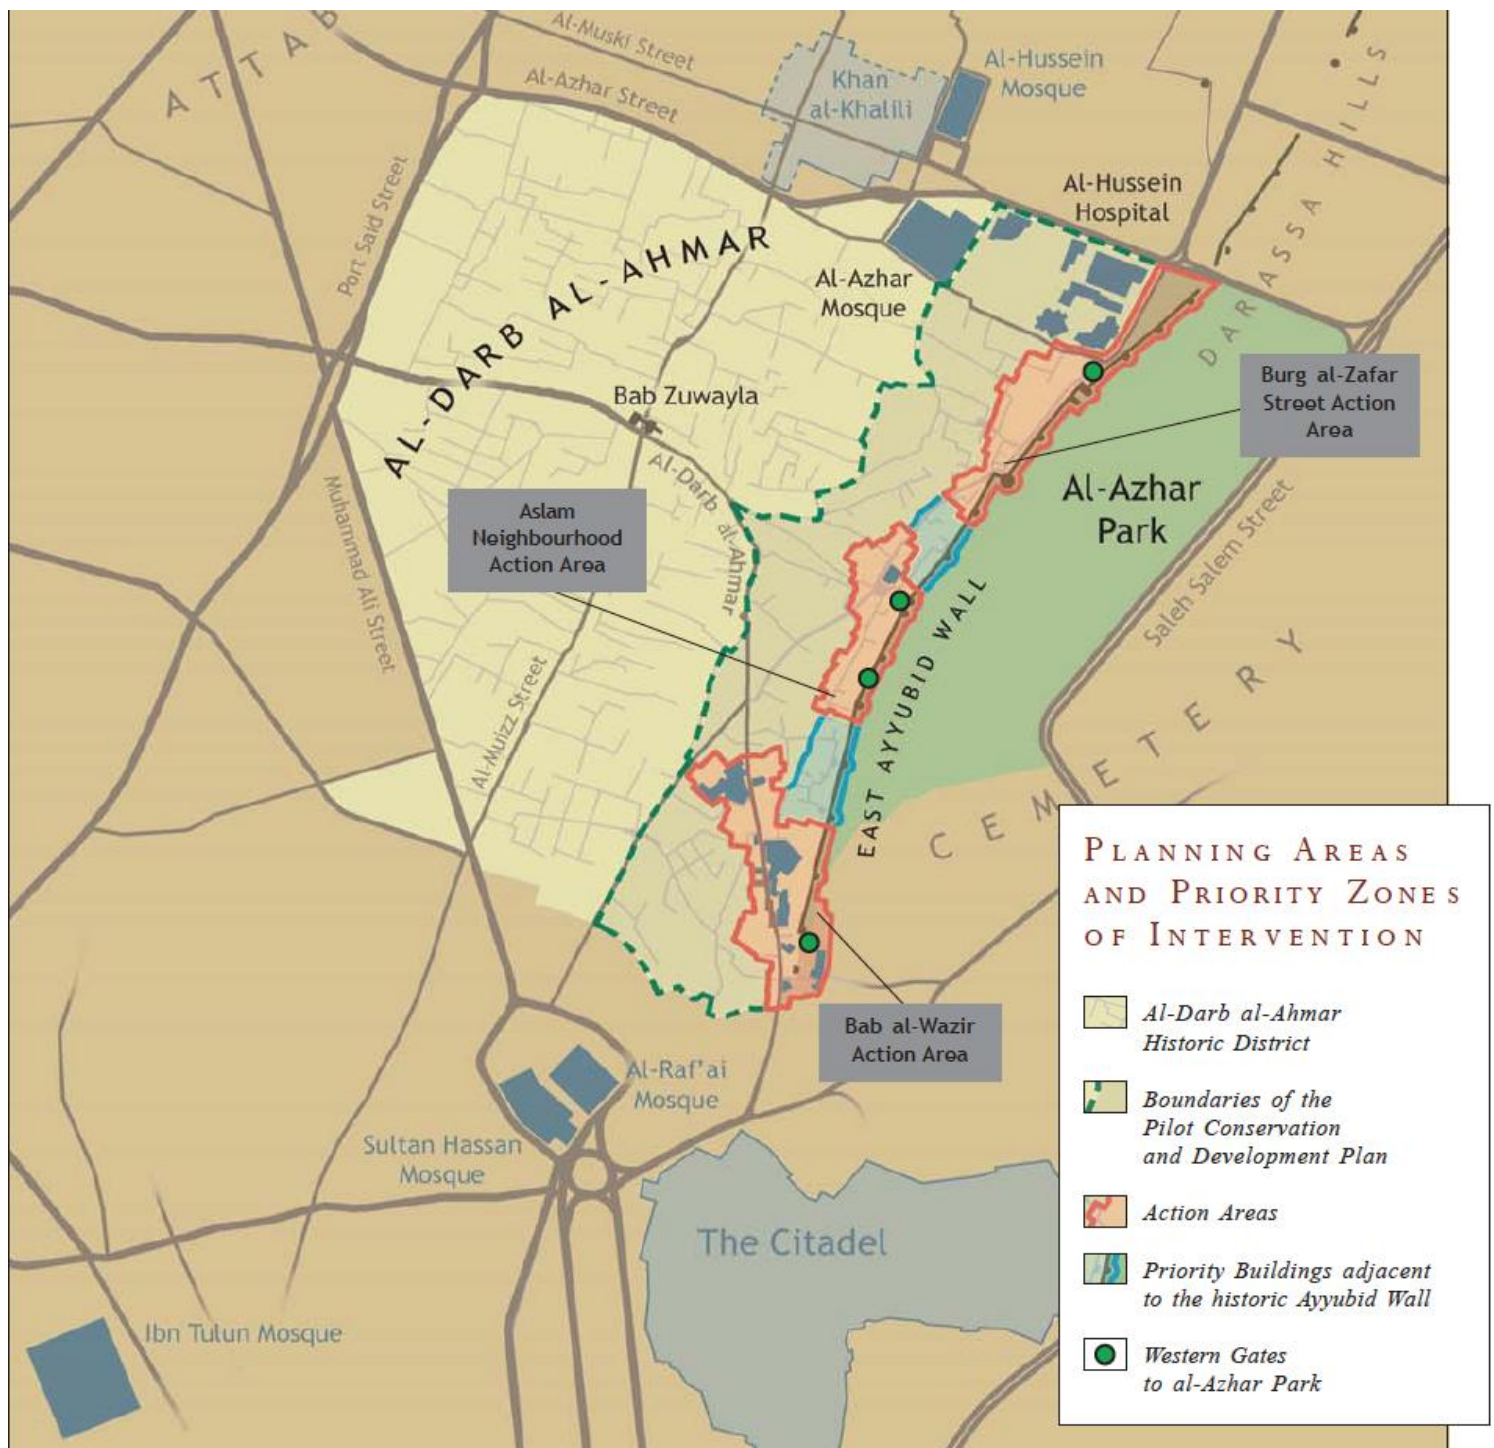 ATTAB
Al-Muski Street
Al-Azhar Street
Khan
al-Khalili
Al-Hussein
Mosque
DARASSA HILLS
Al-Hussein
Hospital
Port Said Street
AL-DARB AL-AHMAR
Al-Azhar
Mosque
Bab Zuwayla
Burg al-Zafar
Street Action
Area
Al-Darb al-Ahmar
Al-Azhar
Park
Muhammad Ali Street
Aslam
Neighbourhood
Action Area
Saleh Salem Street
EAST AYYUBID WALL
Al-Muizz Street
CEMETERY
Bab al-Wazir
Action Area
Al-Raf'ai
Mosque
Sultan Hassan
Mosque
The Citadel
Ibn Tulun Mosque
PLANNING AREAS
AND PRIORITY ZONES
OF INTERVENTION
Al-Darb al-Ahmar
Historic District
Boundaries of the
Pilot Conservation
and Development Plan
Action Areas
Priority Buildings adjacent
to the historic Ayyubid Wall
Western Gates
to al-Azhar Park